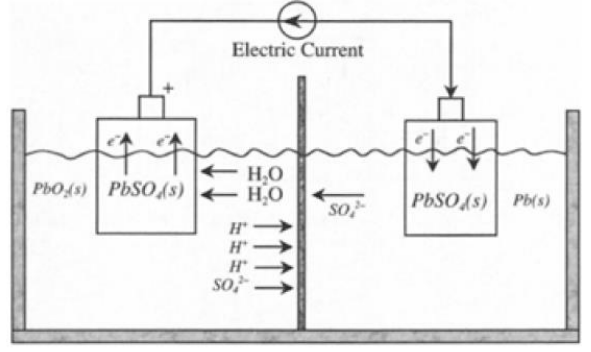 Electric Current
+
e⁻ e⁻
e⁻ e⁻
PbO₂(s) PbSO₄(s)
H₂O
H₂O
SO₄²⁻
PbSO₄(s) Pb(s)
H⁺
H⁺
H⁺
SO₄²⁻